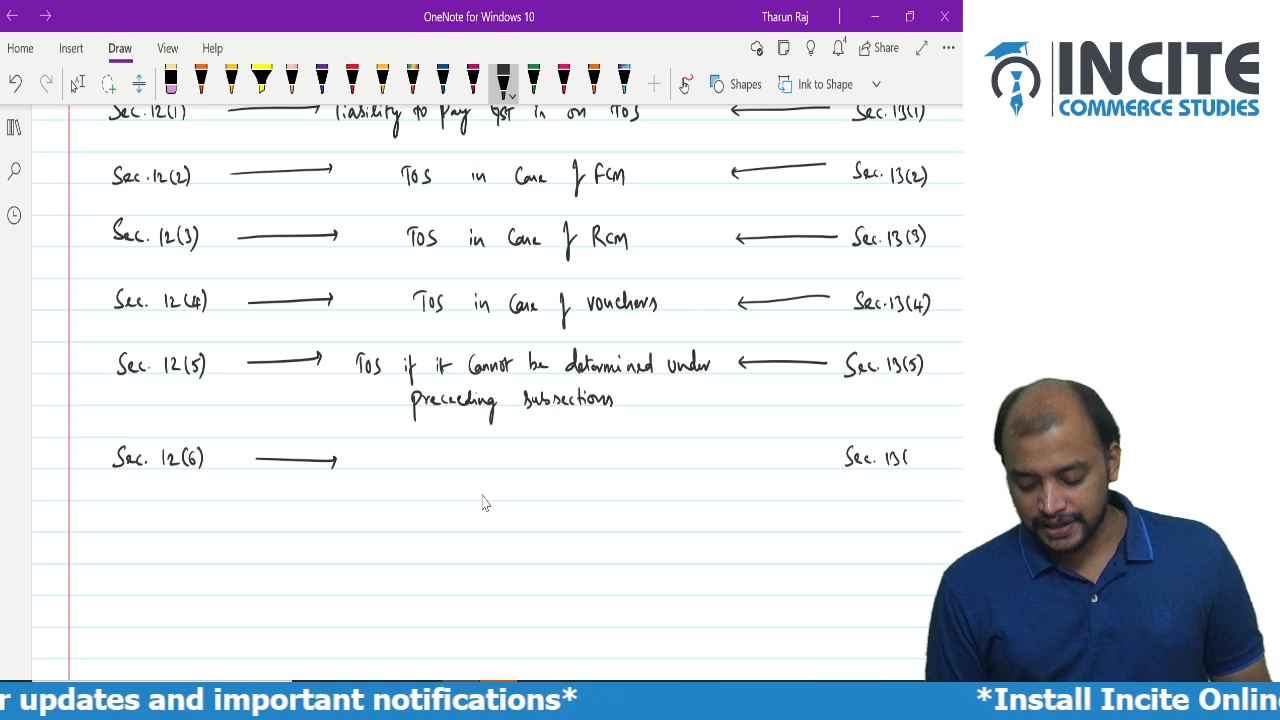 OneNote for Windows 10
Tharun Raj
Home Insert Draw View Help
4 Share
Shapes
Ink to Shape
INCITE
COMMERCE STUDIES
Sec. 12(1) liability to pay GST in on TOS Sec. 13(1)
Sec. 12(2) TOS in Case of FCM Sec. 13(2)
Sec. 12(3) TOS in Case of RCM Sec. 13(3)
Sec. 12(4) TOS in Case of vouchers Sec. 13(4)
Sec. 12(5) TOS if it cannot be determined under Sec. 13(5)
preceeding subsections
Sec. 12(6) Sec. 13(
r updates and important notifications* *Install Incite Onlin